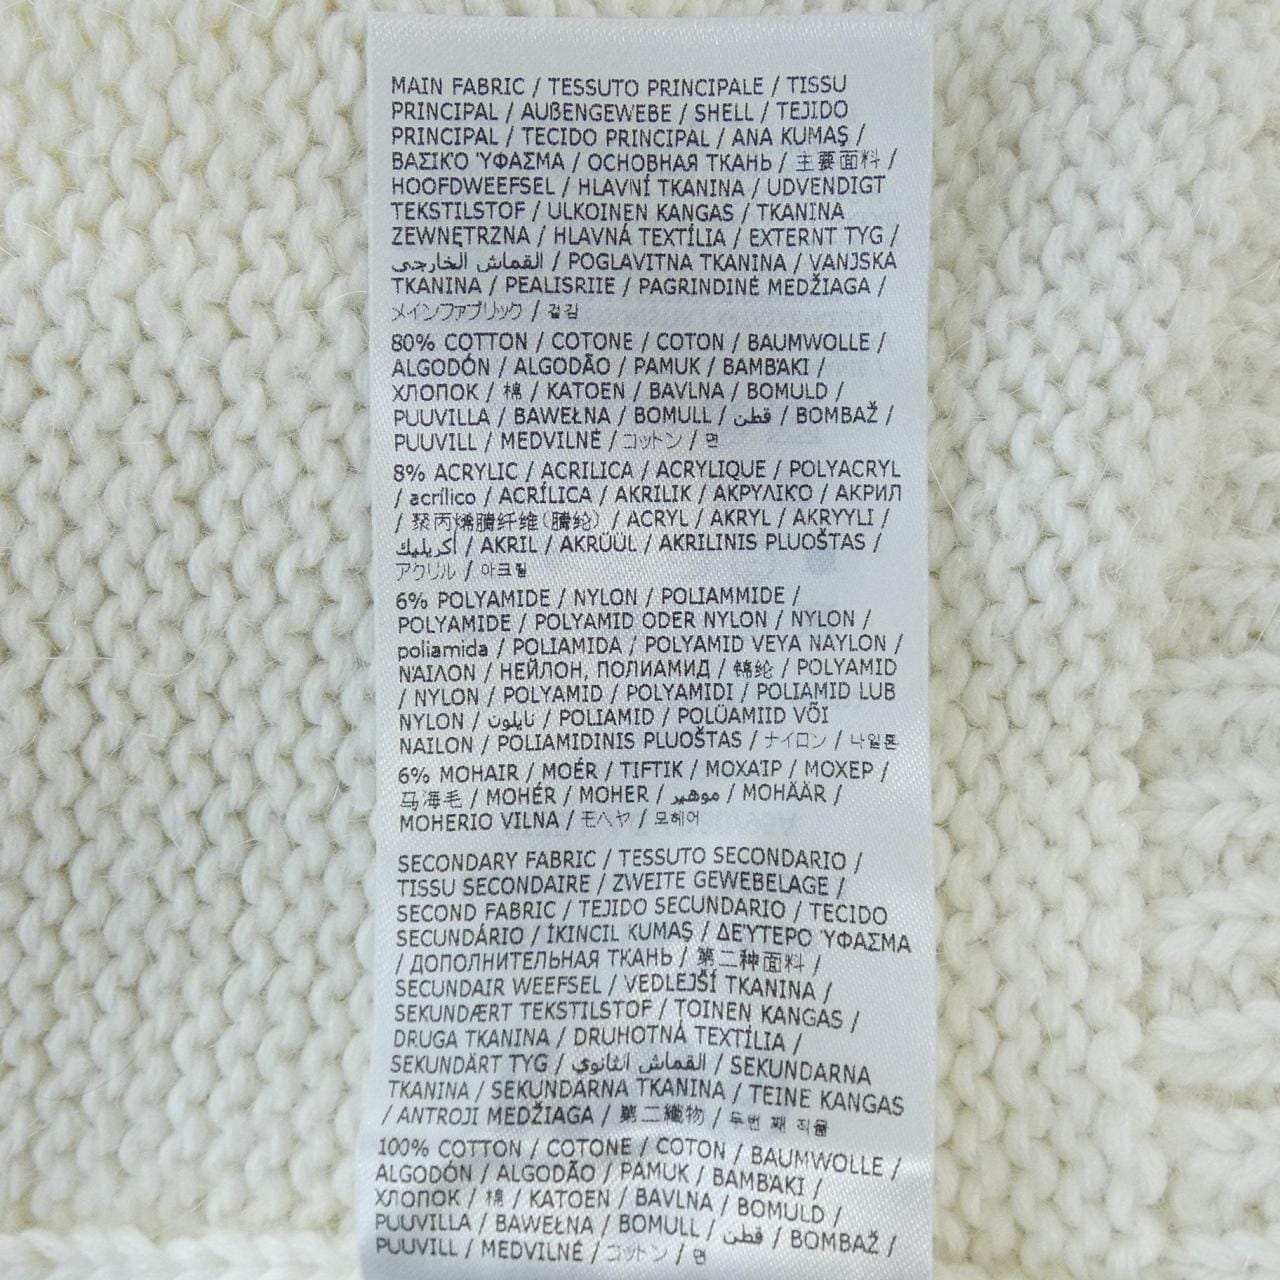 MAIN FABRIC / TESSUTO PRINCIPALE / TISSU
PRINCIPAL / AUßENGEWEBE / SHELL / TEJIDO
PRINCIPAL / TECIDO PRINCIPAL / ANA KUMAŞ /
ΒΑΣΙΚΌ ΎΦΑΣΜΑ / ОСНОВНАЯ ТКАНЬ / 主要面料 /
HOOFDWEEFSEL / HLAVNÍ TKANINA / UDVENDIGT
TEKSTILSTOF / ULKOINEN KANGAS / TKANINA
ZEWNĘTRZNA / HLAVNÁ TEXTÍLIA / EXTERNT TYG /
القماش الخارجي / POGLAVITNA TKANINA / VANJSKA
TKANINA / PEALISRIIE / PAGRINDINĖ MEDŽIAGA /
メインファブリック / 겉감
80% COTTON / COTONE / COTON / BAUMWOLLE /
ALGODÓN / ALGODÃO / PAMUK / ΒΑΜΒΆΚΙ /
ХЛОПОК / 棉 / KATOEN / BAVLNA / BOMULD /
PUUVILLA / BAWEŁNA / BOMULL / قطن / BOMBAŽ /
PUUVILL / MEDVILNĖ / コットン / 면
8% ACRYLIC / ACRILICA / ACRYLIQUE / POLYACRYL
/ acrílico / ACRÍLICA / AKRILIK / ΑΚΡΥΛΙΚΌ / АКРИЛ
/ 聚丙烯腈纤维(腈纶) / ACRYL / AKRYL / AKRYYLI /
أكريليك / AKRIL / AKRÜÜL / AKRILINIS PLUOŠTAS /
アクリル / 아크릴
6% POLYAMIDE / NYLON / POLIAMMIDE /
POLYAMIDE / POLYAMID ODER NYLON / NYLON /
poliamida / POLIAMIDA / POLYAMID VEYA NAYLON /
ΝΆΙΛΟΝ / НЕЙЛОН, ПОЛИАМИД / 锦纶 / POLYAMID
/ NYLON / POLYAMID / POLYAMIDI / POLIAMID LUB
NYLON / نايلون / POLIAMID / POLÜAMIID VÕI
NAILON / POLIAMIDINIS PLUOŠTAS / ナイロン / 나일론
6% MOHAIR / MOÉR / TIFTIK / ΜΟΧΑΊΡ / МОХЕР /
马海毛 / MOHÉR / MOHER / موهير / MOHÄÄR /
MOHERIO VILNA / モヘヤ / 모헤어
SECONDARY FABRIC / TESSUTO SECONDARIO /
TISSU SECONDAIRE / ZWEITE GEWEBELAGE /
SECOND FABRIC / TEJIDO SECUNDARIO / TECIDO
SECUNDÁRIO / İKINCIL KUMAŞ / ΔΕΎΤΕΡΟ ΎΦΑΣΜΑ
/ ДОПОЛНИТЕЛЬНАЯ ТКАНЬ / 第二种面料 /
SECUNDAIR WEEFSEL / VEDLEJŠÍ TKANINA /
SEKUNDÆRT TEKSTILSTOF / TOINEN KANGAS /
DRUGA TKANINA / DRUHOTNÁ TEXTÍLIA /
SEKUNDÄRT TYG / القماش الثانوي / SEKUNDARNA
TKANINA / SEKUNDARNA TKANINA / TEINE KANGAS
/ ANTROJI MEDŽIAGA / 第二織物 / 두번 째 직물
100% COTTON / COTONE / COTON / BAUMWOLLE /
ALGODÓN / ALGODÃO / PAMUK / ΒΑΜΒΆΚΙ /
ХЛОПОК / 棉 / KATOEN / BAVLNA / BOMULD /
PUUVILLA / BAWEŁNA / BOMULL / قطن / BOMBAŽ /
PUUVILL / MEDVILNĖ / コットン / 면